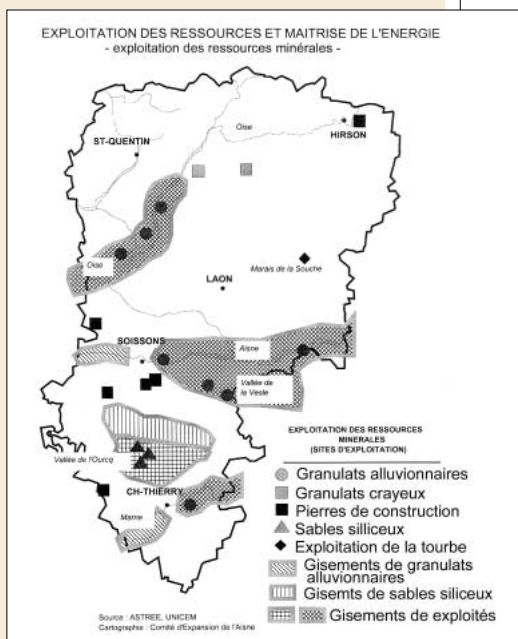 EXPLOITATION DES RESSOURCES ET MAITRISE DE L'ENERGIE
- exploitation des ressources minérales -
Oise
HIRSON
ST-QUENTIN
Oise
Marais de la Souche
LAON
SOISSONS
Aisne
Vallée de
la Vesle
Vallée de l'Ourcq
CH-THIERRY
Marne
EXPLOITATION DES RESSOURCES
MINERALES
(SITES D'EXPLOITATION)
Granulats alluvionnaires
Granulats crayeux
Pierres de construction
Sables silliceux
Exploitation de la tourbe
Gisements de granulats
alluvionnaires
Gisemts de sables siliceux
Gisements de exploités
Source : ASTREE, UNICEM
Cartographie : Comité d'Expansion de l'Aisne